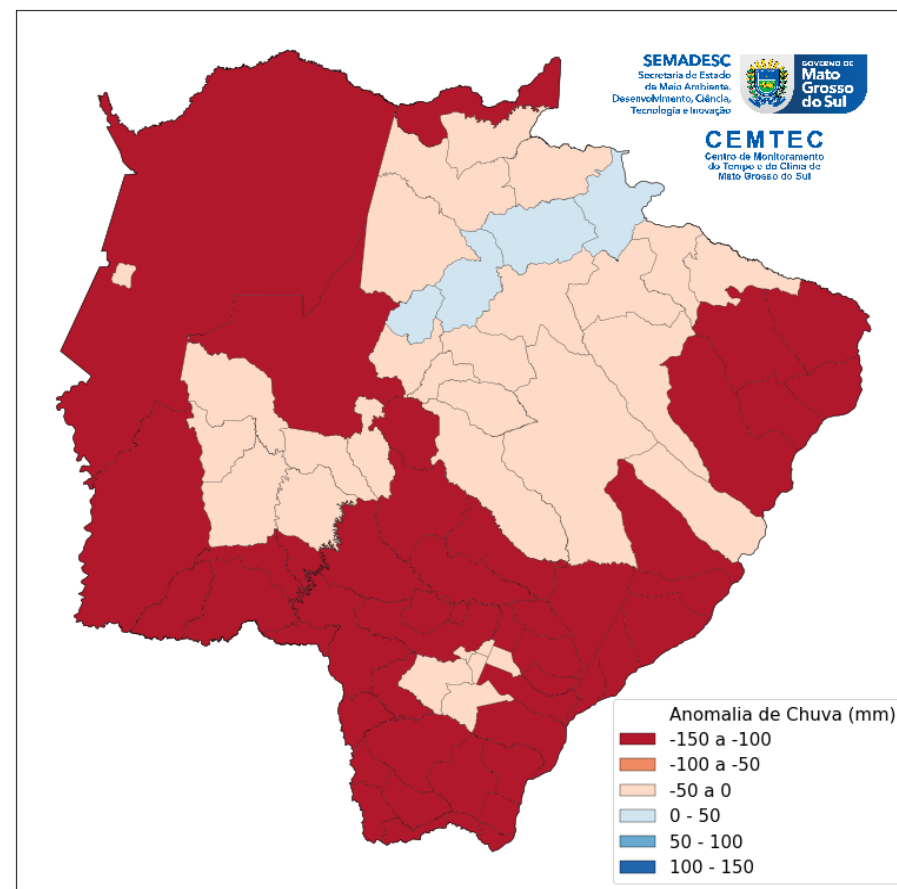 SEMADESC
Secretaria de Estado
de Meio Ambiente,
Desenvolvimento, Ciência,
Tecnologia e Inovação
GOVERNO DE
Mato
Grosso
do Sul
CEMTEC
Centro de Monitoramento
do Tempo e do Clima de
Mato Grosso do Sul
Anomalia de Chuva (mm)
-150 a -100
-100 a -50
-50 a 0
0 - 50
50 - 100
100 - 150